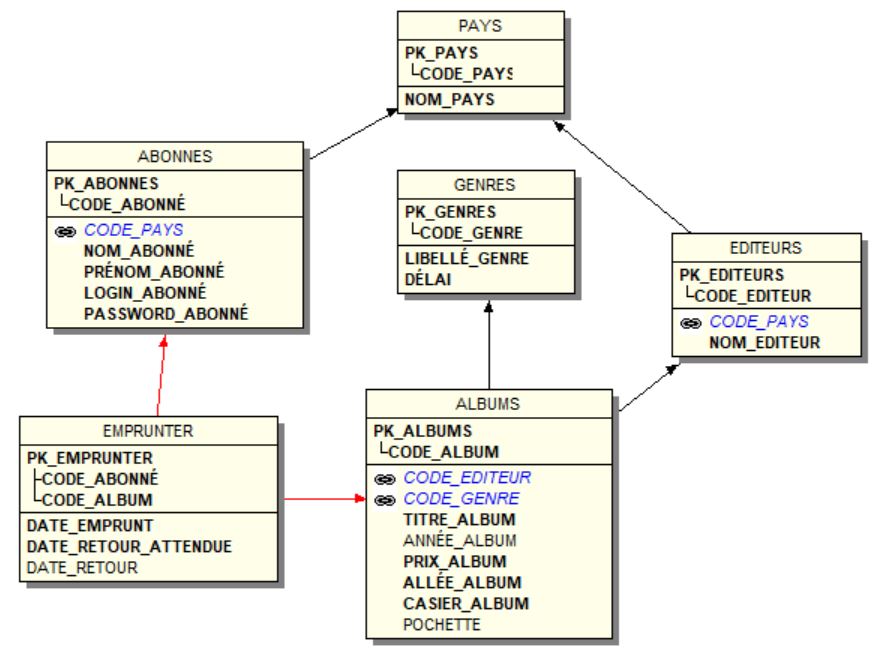 PAYS
PK_PAYS
CODE_PAYS
NOM_PAYS
ABONNES
PK_ABONNES
CODE_ABONNÉ
CODE_PAYS
NOM_ABONNÉ
PRÉNOM_ABONNÉ
LOGIN_ABONNÉ
PASSWORD_ABONNÉ
GENRES
PK_GENRES
CODE_GENRE
LIBELLÉ_GENRE
DÉLAI
EDITEURS
PK_EDITEURS
CODE_EDITEUR
CODE_PAYS
NOM_EDITEUR
EMPRUNTER
PK_EMPRUNTER
CODE_ABONNÉ
CODE_ALBUM
DATE_EMPRUNT
DATE_RETOUR_ATTENDUE
DATE_RETOUR
ALBUMS
PK_ALBUMS
CODE_ALBUM
CODE_EDITEUR
CODE_GENRE
TITRE_ALBUM
ANNÉE_ALBUM
PRIX_ALBUM
ALLÉE_ALBUM
CASIER_ALBUM
POCHETTE